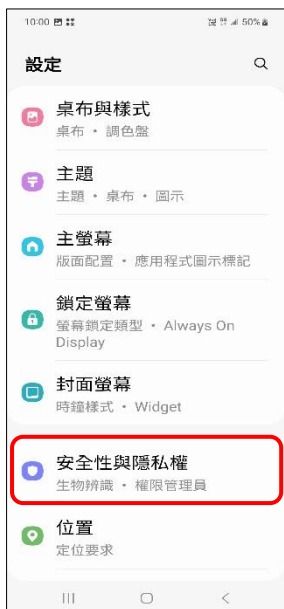 10:00
50%
設定
桌布與樣式
桌布 • 調色盤
主題
主題 • 桌布 • 圖示
主螢幕
版面配置 • 應用程式圖示標記
鎖定螢幕
螢幕鎖定類型 • Always On
Display
封面螢幕
時鐘樣式 • Widget
安全性與隱私權
生物辨識 • 權限管理員
位置
定位要求